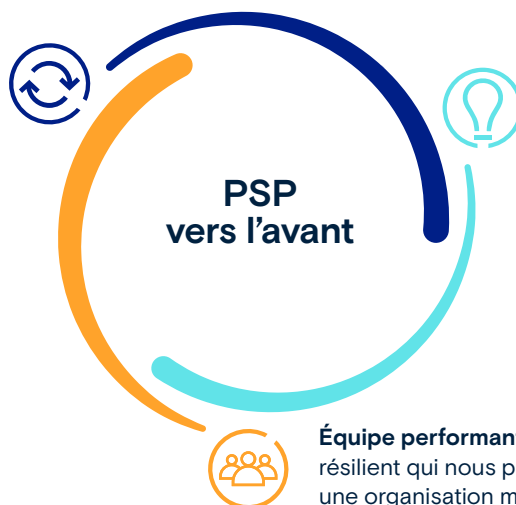 PSP
vers l’avant
Équipe performan
résilient qui nous p
une organisation m